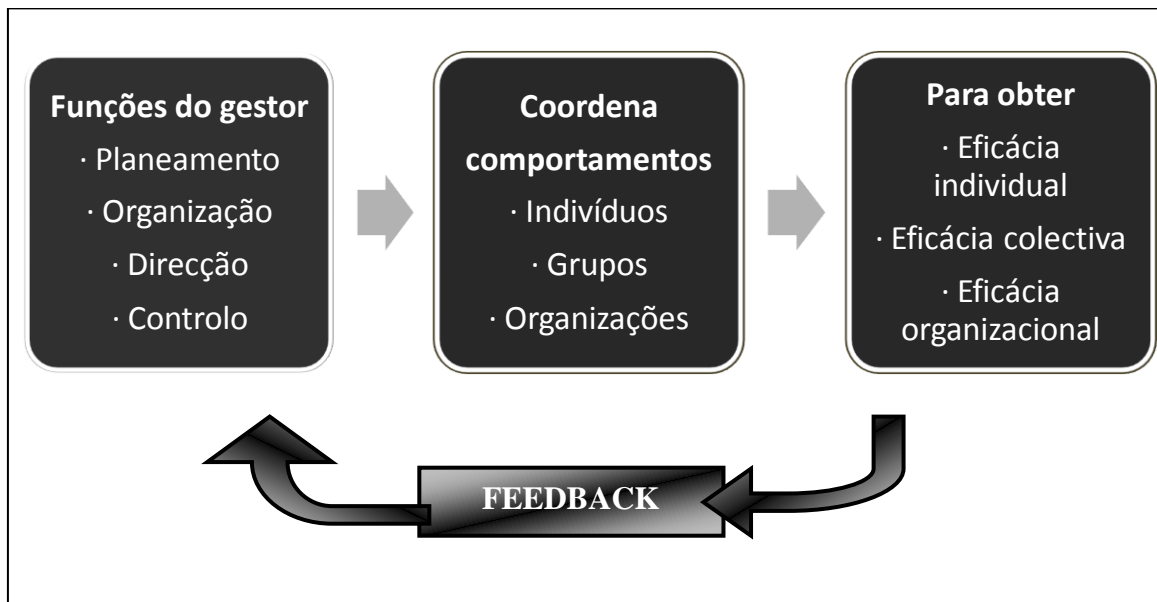 Funções do gestor
· Planeamento
· Organização
· Direcção
· Controlo
Coordena
comportamentos
· Indivíduos
· Grupos
· Organizações
Para obter
· Eficácia
individual
· Eficácia colectiva
· Eficácia
organizacional
FEEDBACK